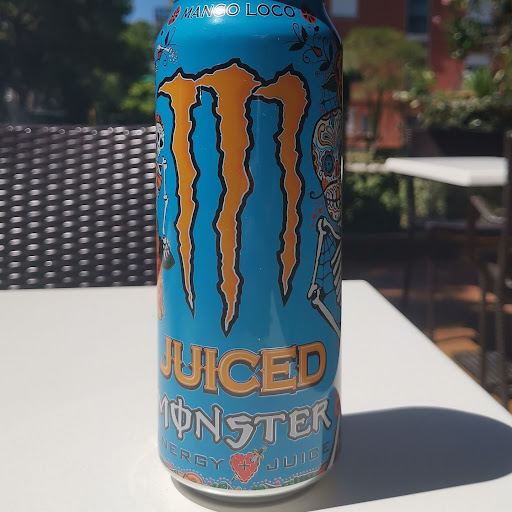 MANGO LOCO
JUICED
MONSTER
ENERGY + JUICE